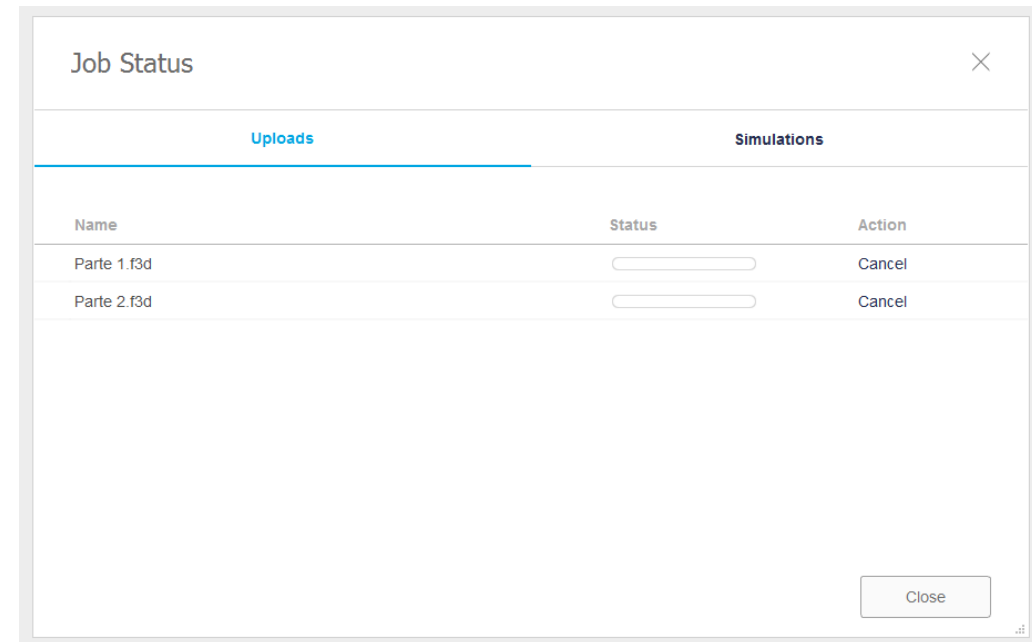 Job Status
Uploads Simulations
Name Status Action
Parte 1.f3d Cancel
Parte 2.f3d Cancel
Close